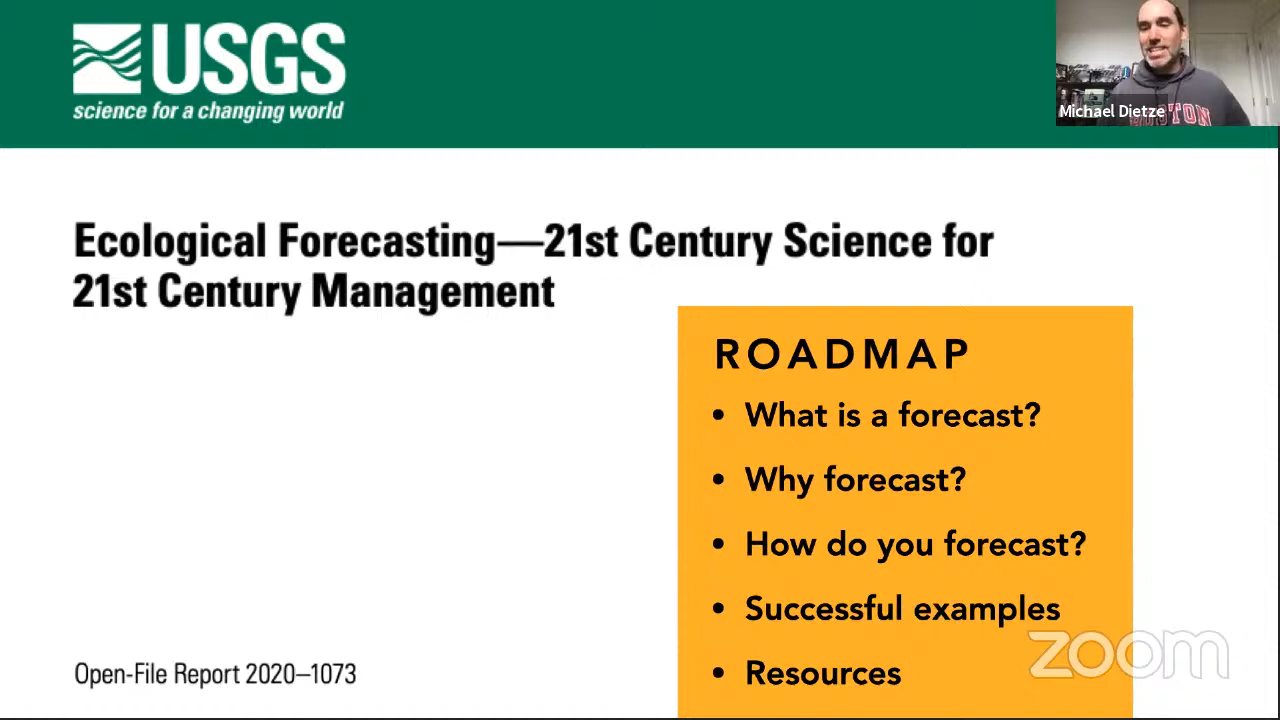 USGS
science for a changing world
Michael Dietze
Ecological Forecasting—21st Century Science for
21st Century Management
ROADMAP
• What is a forecast?
• Why forecast?
• How do you forecast?
• Successful examples
• Resources
Open-File Report 2020–1073
zoom